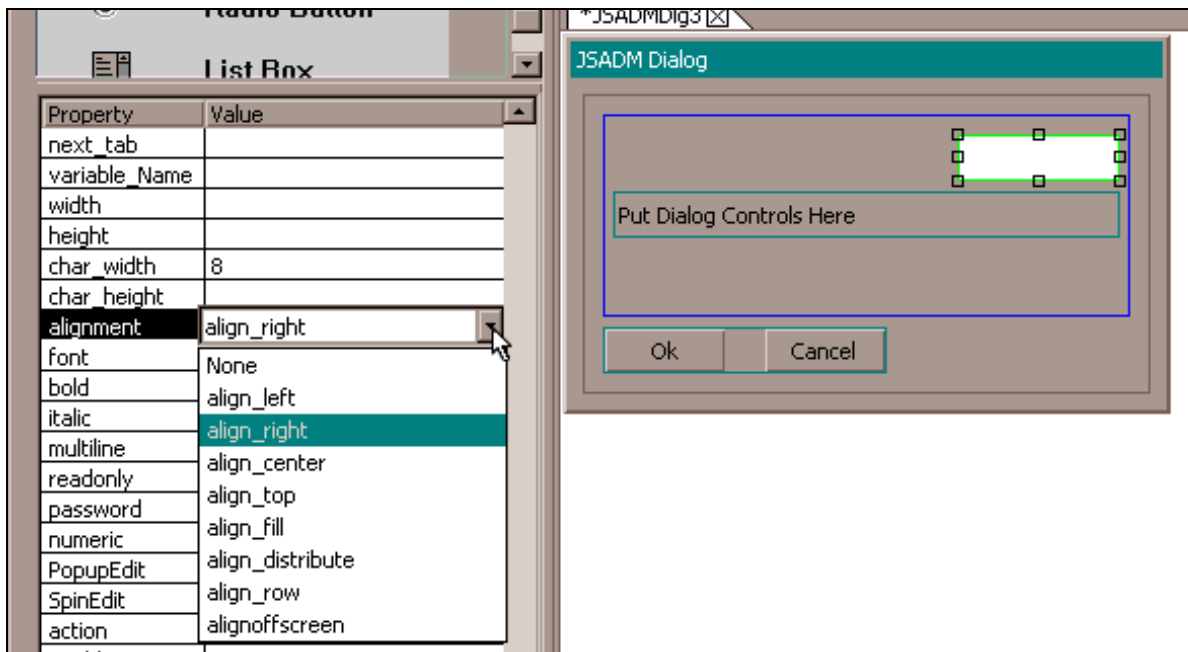 Radio Button
List Box
Property Value
next_tab
variable_Name
width
height
char_width 8
char_height
alignment align_right
font
bold
italic
multiline
readonly
password
numeric
PopupEdit
SpinEdit
action
None
align_left
align_right
align_center
align_top
align_fill
align_distribute
align_row
alignoffscreen
*JSADMDlg3
JSADM Dialog
Put Dialog Controls Here
Ok Cancel